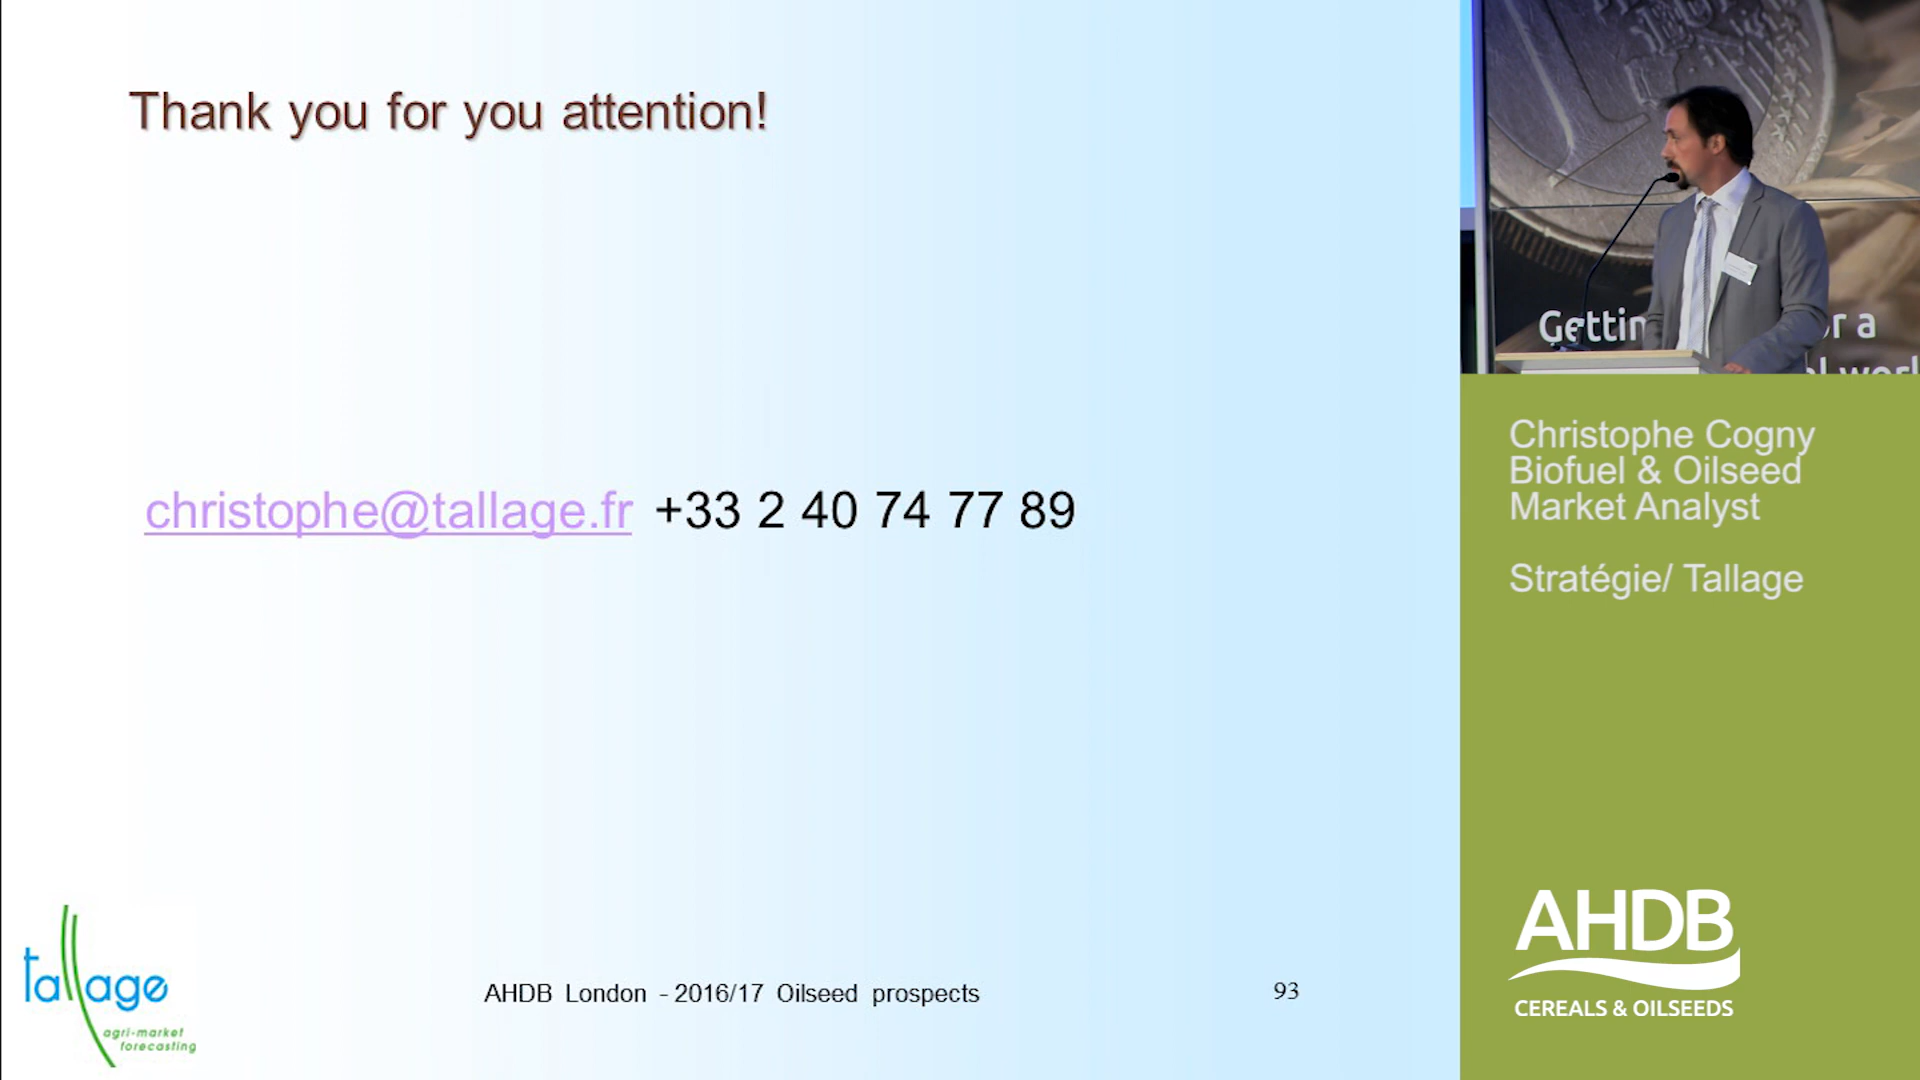 Thank you for you attention!
christophe@tallage.fr +33 2 40 74 77 89
tallage
agri-market
forecasting
AHDB London - 2016/17 Oilseed prospects
93
r a
Christophe Cogny
Biofuel & Oilseed
Market Analyst
Stratégie/ Tallage
AHDB
CEREALS & OILSEEDS